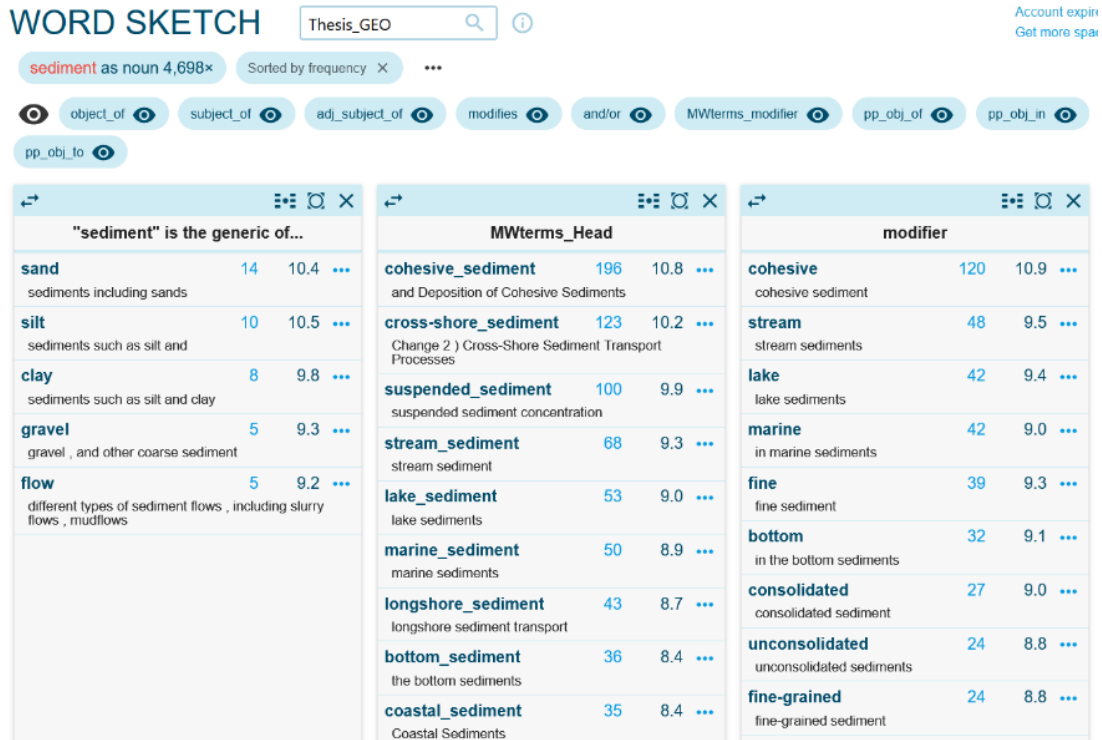 WORD SKETCH
Thesis_GEO
Account expire
Get more spa
sediment as noun 4,698×
Sorted by frequency
object_of
subject_of
adj_subject_of
modifies
and/or
MWterms_modifier
pp_obj_of
pp_obj_in
pp_obj_to
"sediment" is the generic of...
sand 14 10.4
sediments including sands
silt 10 10.5
sediments such as silt and
clay 8 9.8
sediments such as silt and clay
gravel 5 9.3
gravel , and other coarse sediment
flow 5 9.2
different types of sediment flows , including slurry
flows , mudflows
MWterms_Head
cohesive_sediment 196 10.8
and Deposition of Cohesive Sediments
cross-shore_sediment 123 10.2
Change 2 ) Cross-Shore Sediment Transport
Processes
suspended_sediment 100 9.9
suspended sediment concentration
stream_sediment 68 9.3
stream sediment
lake_sediment 53 9.0
lake sediments
marine_sediment 50 8.9
marine sediments
longshore_sediment 43 8.7
longshore sediment transport
bottom_sediment 36 8.4
the bottom sediments
coastal_sediment 35 8.4
Coastal Sediments
modifier
cohesive 120 10.9
cohesive sediment
stream 48 9.5
stream sediments
lake 42 9.4
lake sediments
marine 42 9.0
in marine sediments
fine 39 9.3
fine sediment
bottom 32 9.1
in the bottom sediments
consolidated 27 9.0
consolidated sediment
unconsolidated 24 8.8
unconsolidated sediments
fine-grained 24 8.8
fine-grained sediment